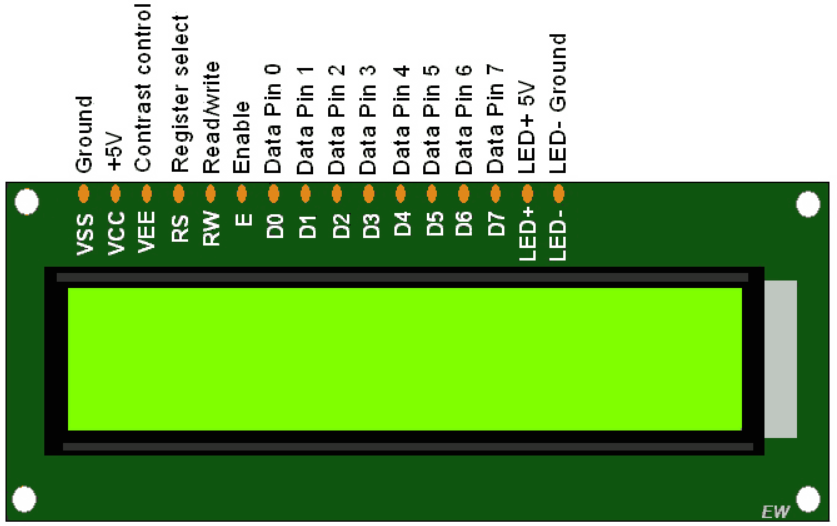 Ground
+5V
Contrast control
Register select
Read/write
Enable
Data Pin 0
Data Pin 1
Data Pin 2
Data Pin 3
Data Pin 4
Data Pin 5
Data Pin 6
Data Pin 7
LED+ 5V
LED- Ground
VSS
VCC
VEE
RS
RW
E
D0
D1
D2
D3
D4
D5
D6
D7
LED+
LED-
EW